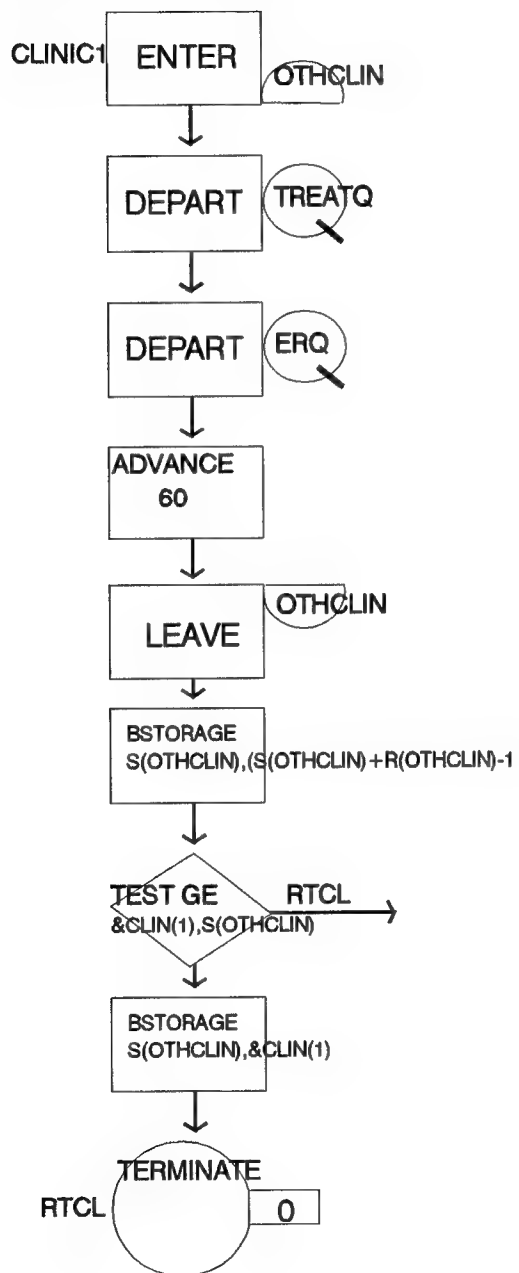 CLINIC1 ENTER
OTHCLIN
DEPART TREATQ
DEPART ERQ
ADVANCE
60
OTHCLIN
LEAVE
BSTORAGE
S(OTHCLIN),(S(OTHCLIN)+R(OTHCLIN)-1
TEST GE RTCL
&CLIN(1),S(OTHCLIN)
BSTORAGE
S(OTHCLIN),&CLIN(1)
TERMINATE
RTCL 0